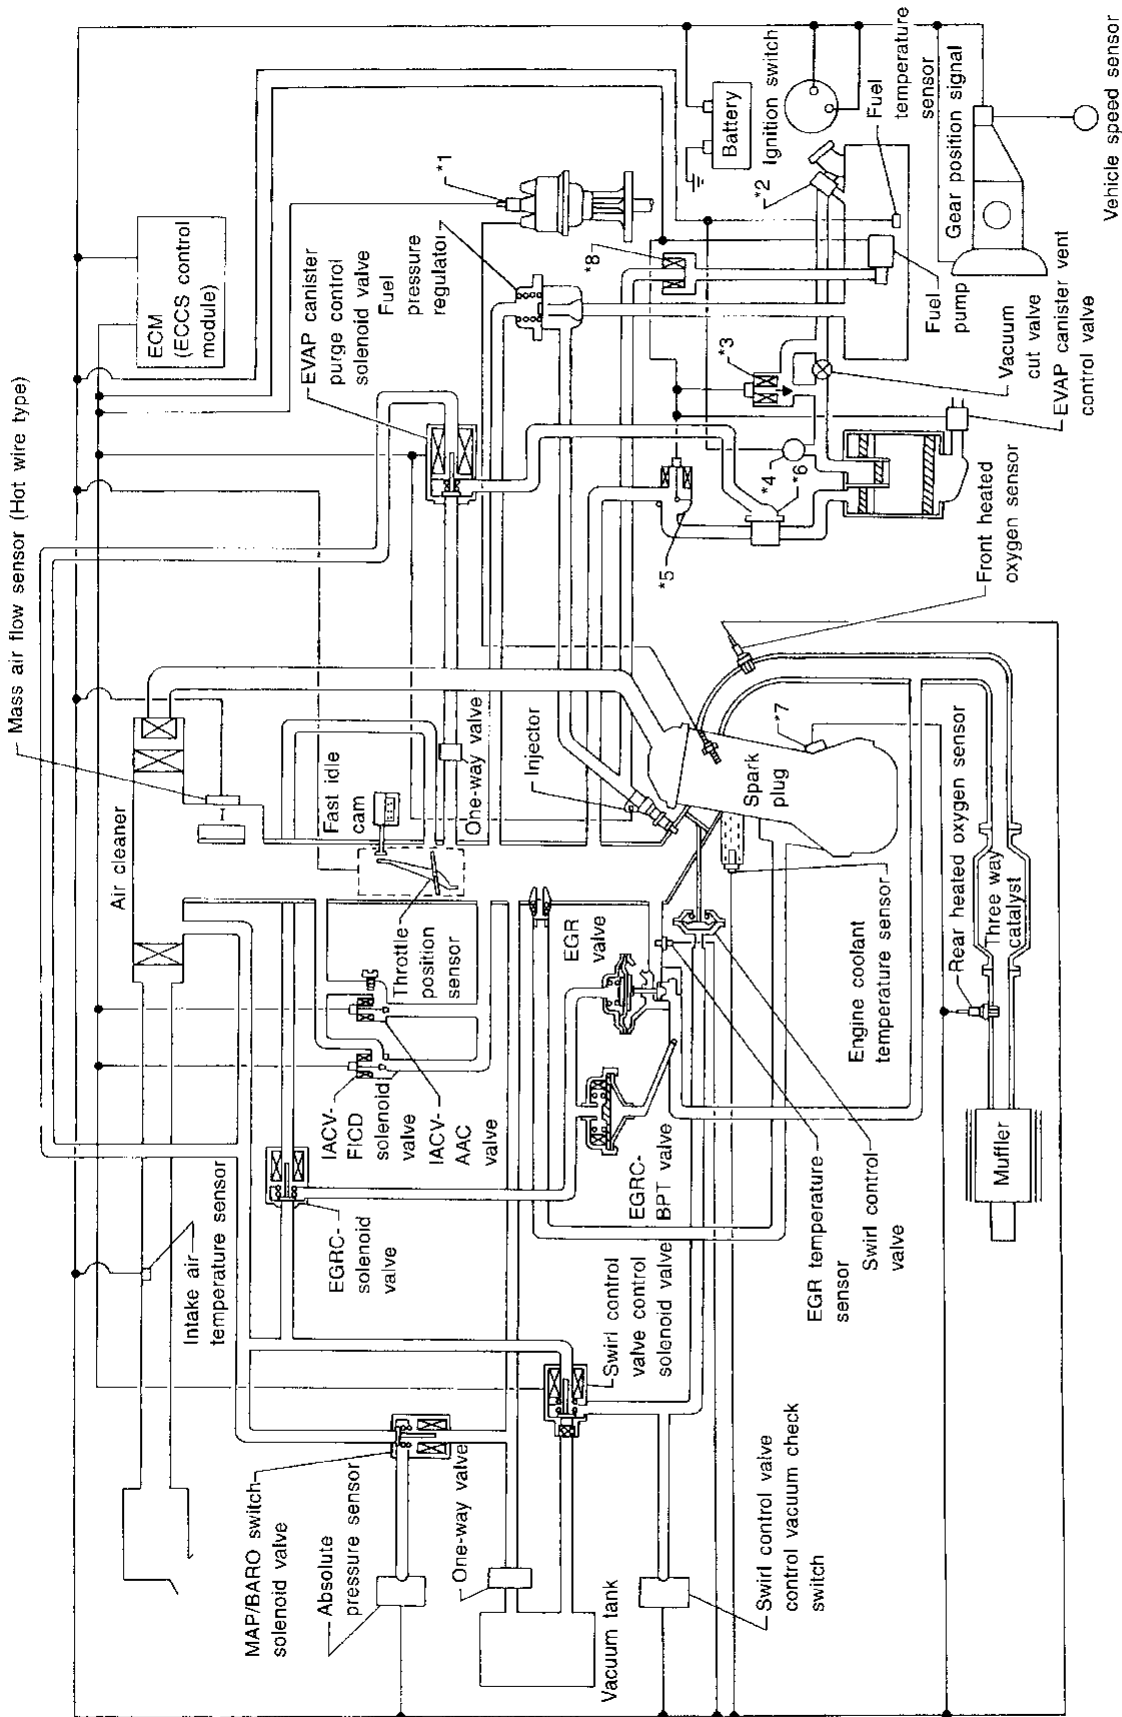 Mass air flow sensor (Hot wire type)
ECM
(ECCS control
module)
EVAP canister
purge control
solenoid valve
Fuel
pressure
regulator
*1
Battery
Ignition switch
*2
Fuel
temperature
sensor
Gear position signal
Vehicle speed sensor
*8
*3
Fuel
pump
Vacuum
cut valve
EVAP canister vent
control valve
*4
*6
*5
Front heated
oxygen sensor
Air cleaner
Fast idle
cam
One-way valve
Injector
Spark
plug
*7
Throttle
position
sensor
EGR
valve
Engine coolant
temperature sensor
Rear heated oxygen sensor
Three way
catalyst
Muffler
IACV-
FICD
solenoid
valve
IACV-
AAC
valve
EGRC-
BPT valve
EGR temperature
sensor
Swirl control
valve
Intake air
temperature sensor
EGRC-
solenoid
valve
Swirl control
valve control
solenoid valve
MAP/BARO switch
solenoid valve
Absolute
pressure sensor
One-way valve
Vacuum tank
Swirl control valve
control vacuum check
switch